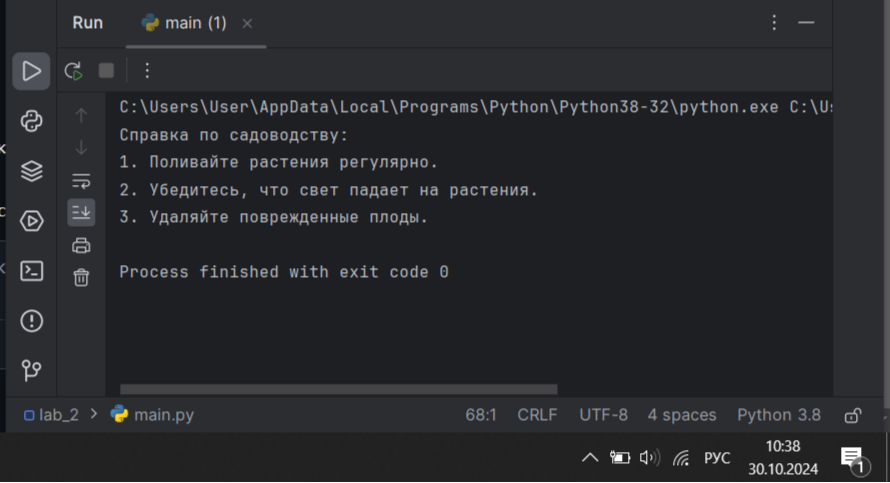 Run main (1)
C:\Users\User\AppData\Local\Programs\Python\Python38-32\python.exe C:\Us
Справка по садоводству:
1. Поливайте растения регулярно.
2. Убедитесь, что свет падает на растения.
3. Удаляйте поврежденные плоды.
Process finished with exit code 0
lab_2 > main.py 68:1 CRLF UTF-8 4 spaces Python 3.8
РУС 10:38
30.10.2024 1